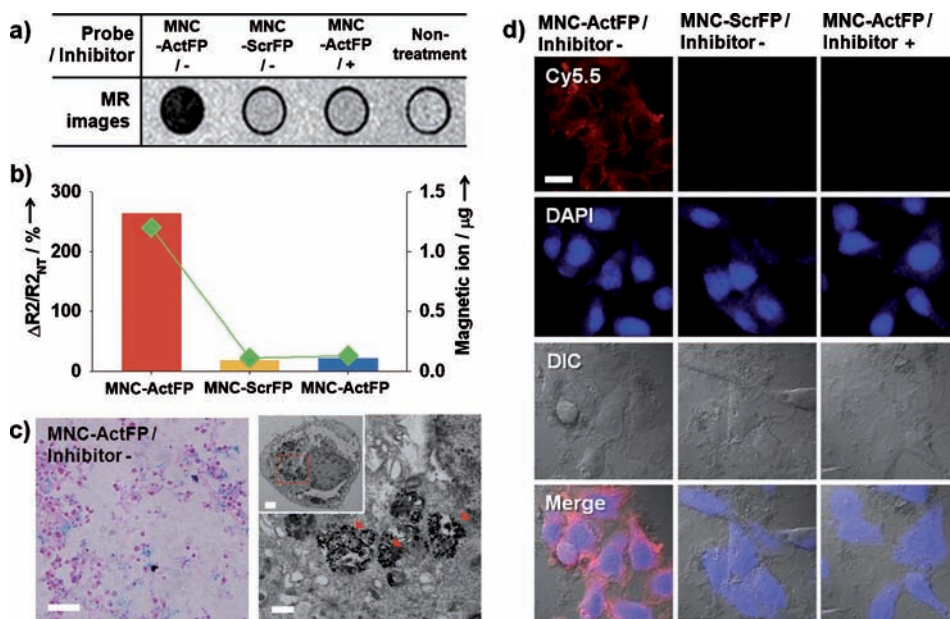 a)
Probe / Inhibitor
MNC -ActFP / -
MNC -ScrFP / -
MNC -ActFP / +
Non- treatment
MR images
b)
ΔR2/R2NT / % →
300
200
100
0
Magnetic ion / µg →
1.5
1.0
0.5
0.0
MNC-ActFP MNC-ScrFP MNC-ActFP
c)
MNC-ActFP /
Inhibitor -
d)
MNC-ActFP / Inhibitor -
MNC-ScrFP / Inhibitor -
MNC-ActFP / Inhibitor +
Cy5.5
DAPI
DIC
Merge